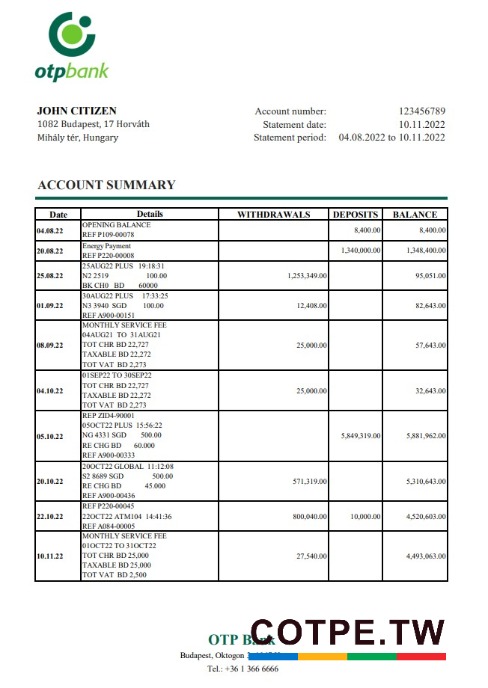 otpbank
JOHN CITIZEN
1082 Budapest, 17 Horváth
Mihály tér, Hungary
Account number: 123456789
Statement date: 10.11.2022
Statement period: 04.08.2022 to 10.11.2022
ACCOUNT SUMMARY
Date Details WITHDRAWALS DEPOSITS BALANCE
04.08.22 OPENING BALANCE 8,400.00 8,400.00
REF P109-00078
20.08.22 Energy Payment 1,340,000.00 1,348,400.00
REF P220-00008
25.08.22 25AUG22 PLUS 19:18:31 1,253,349.00 95,051.00
N2 2519 100.00
BK CH0 BD 60000
01.09.22 30AUG22 PLUS 17:33:25 12,408.00 82,643.00
N3 3940 SGD 100.00
REF A900-00151
08.09.22 MONTHLY SERVICE FEE 25,000.00 57,643.00
04AUG21 TO 31AUG21
TOT CHR BD 22,727
TAXABLE BD 22,272
TOT VAT BD 2,273
04.10.22 01SEP22 TO 30SEP22 25,000.00 32,643.00
TOT CHR BD 22,727
TAXABLE BD 22,272
TOT VAT BD 2,273
05.10.22 REP ZID4-90001 5,849,319.00 5,881,962.00
05OCT22 PLUS 15:56:22
NG 4331 SGD 500.00
RE CHG BD 60.000
REF A900-00333
20.10.22 20OCT22 GLOBAL 11:12:08 571,319.00 5,310,643.00
S2 8689 SGD 500.00
RE CHG BD 45.000
REF A900-00436
22.10.22 REF P220-00045 800,040.00 10,000.00 4,520,603.00
22OCT22 ATM104 14:41:36
REF A084-00005
10.11.22 MONTHLY SERVICE FEE 27,540.00 4,493,063.00
01OCT22 TO 31OCT22
TOT CHR BD 25,000
TAXABLE BD 25,000
TOT VAT BD 2,500
OTP Bank
COTPE.TW
Budapest, Oktogon
Tel.: +36 1 366 6666